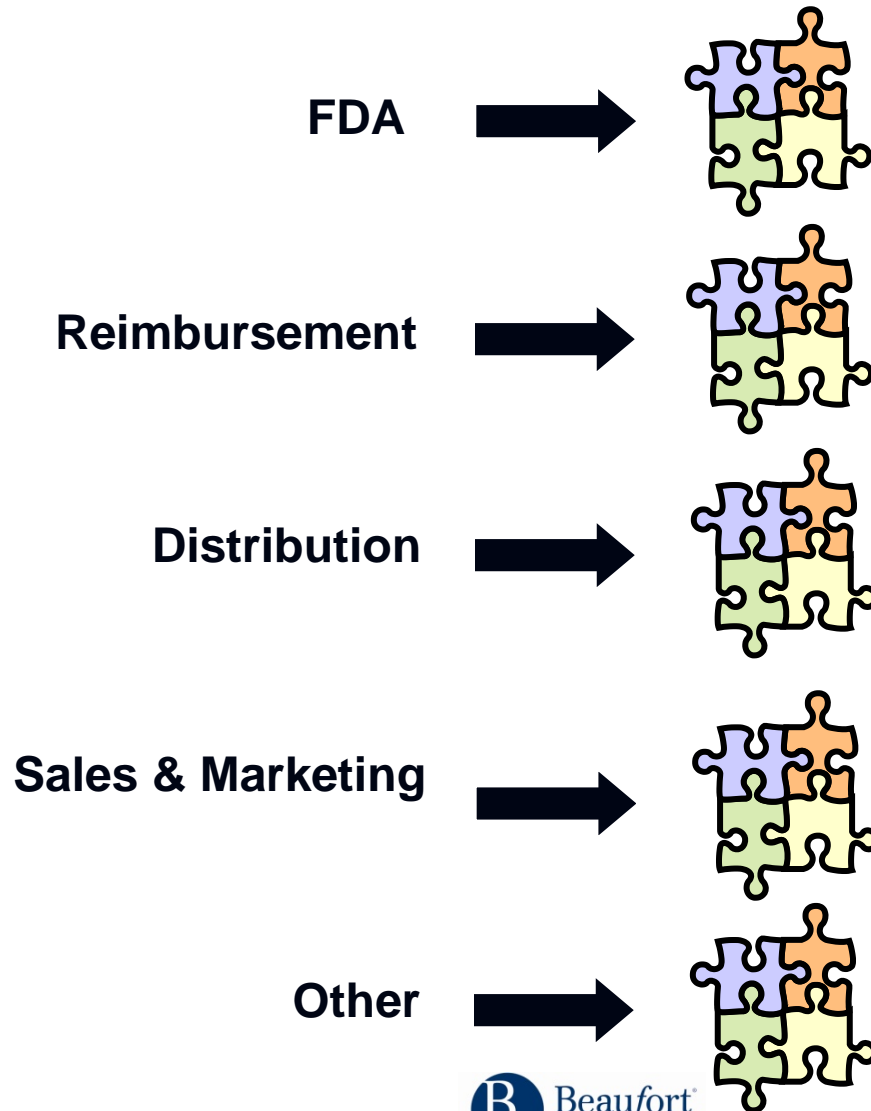 FDA
Reimbursement
Distribution
Sales & Marketing
Other
B Beaufort